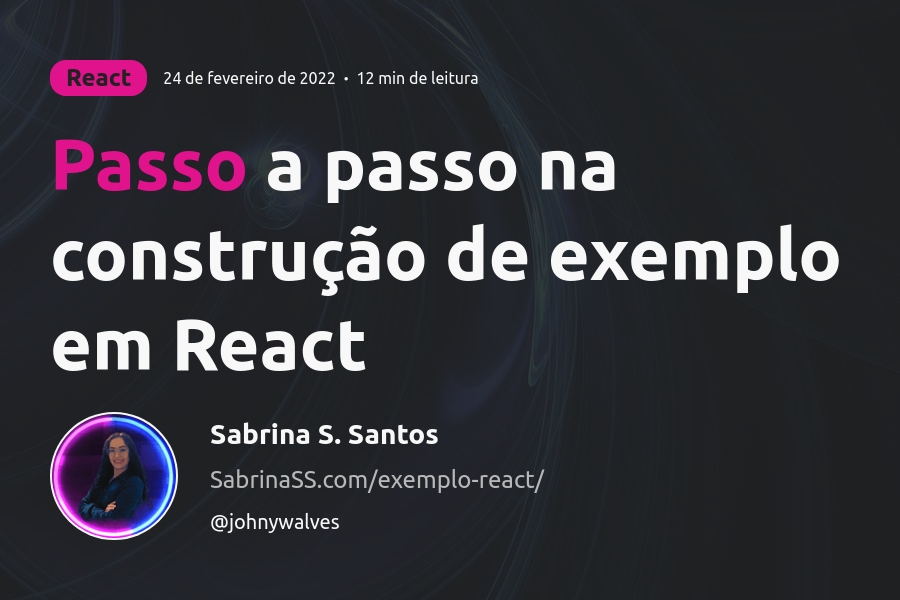 React 24 de fevereiro de 2022 • 12 min de leitura
Passo a passo na
construção de exemplo
em React
Sabrina S. Santos
SabrinaSS.com/exemplo-react/
@johnywalves